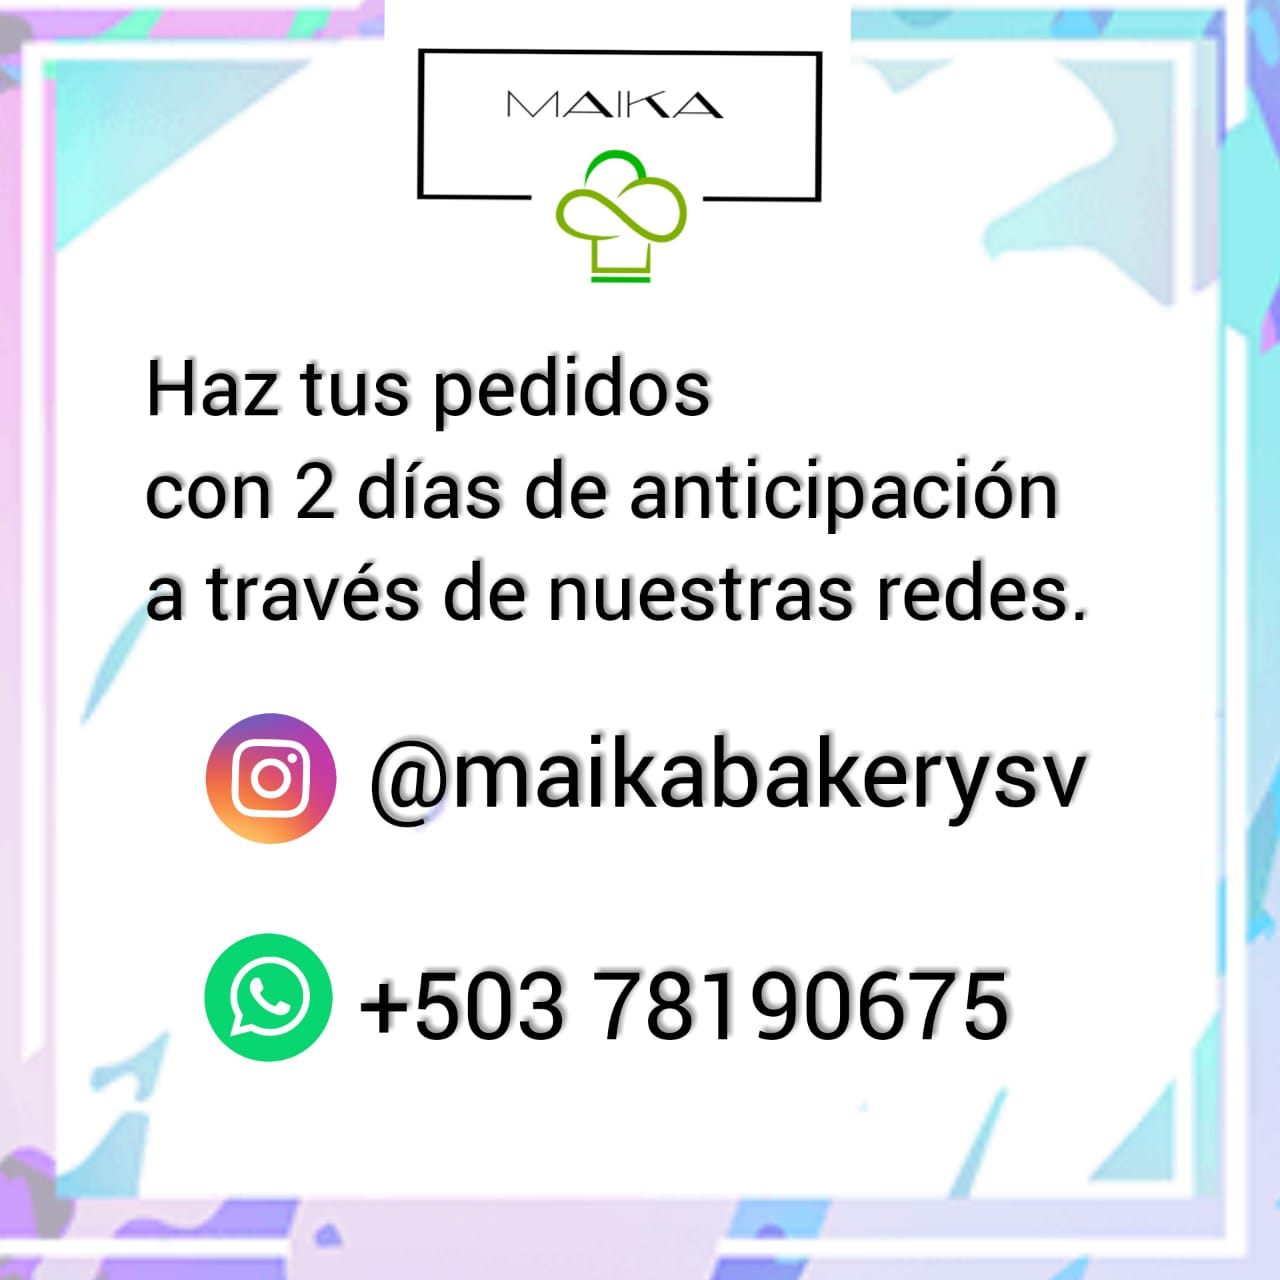 MAIKA
Haz tus pedidos
con 2 días de anticipación
a través de nuestras redes.
@maikabakerysv
+503 78190675